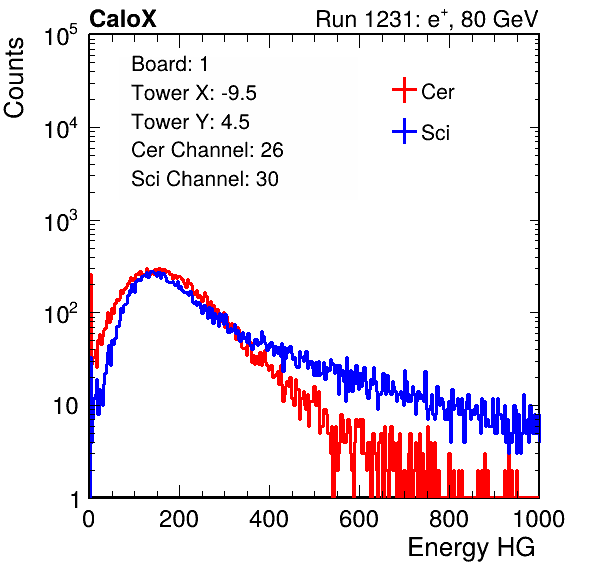 CaloX Run 1231: e⁺, 80 GeV
Counts
Board: 1
Tower X: -9.5
Tower Y: 4.5
Cer Channel: 26
Sci Channel: 30
Cer
Sci
10⁵
10⁴
10³
10²
10
1
0 200 400 600 800 1000
Energy HG